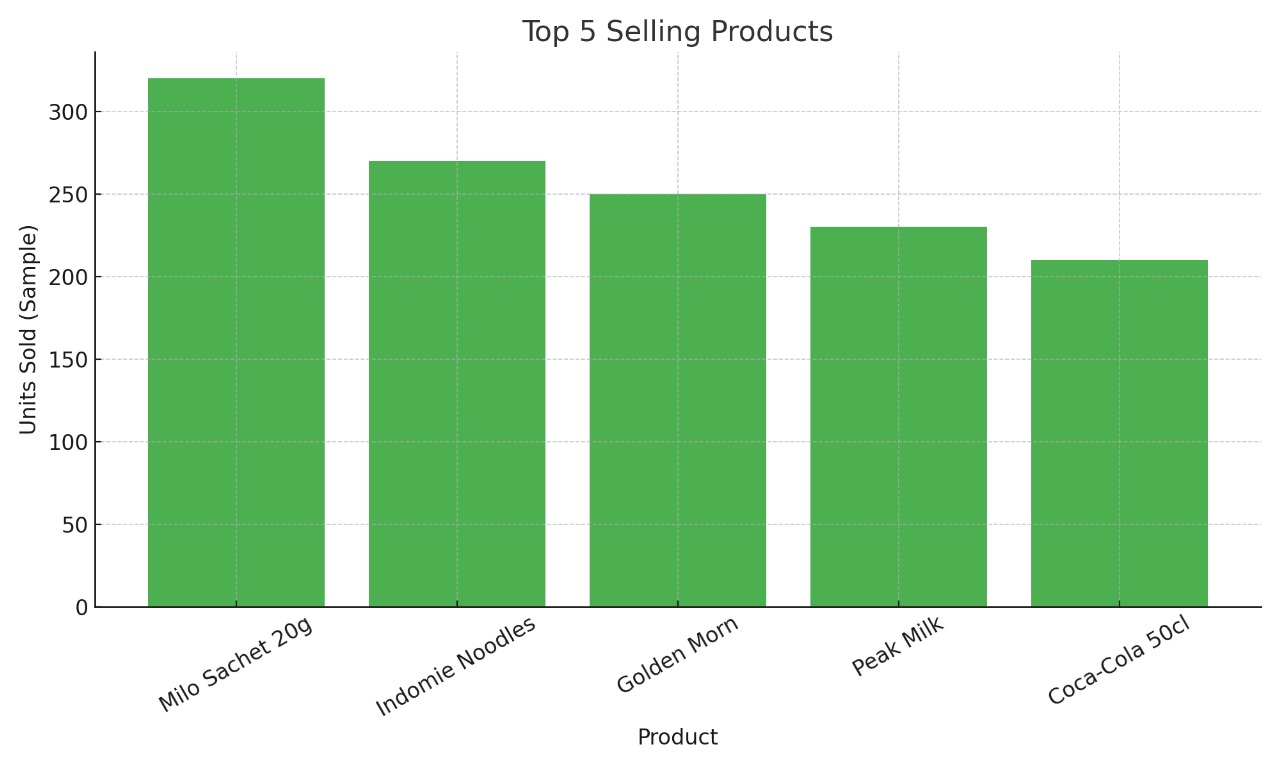 Top 5 Selling Products
Units Sold (Sample)
300
250
200
150
100
50
0
Milo Sachet 20g
Indomie Noodles
Golden Morn
Peak Milk
Coca-Cola 50cl
Product